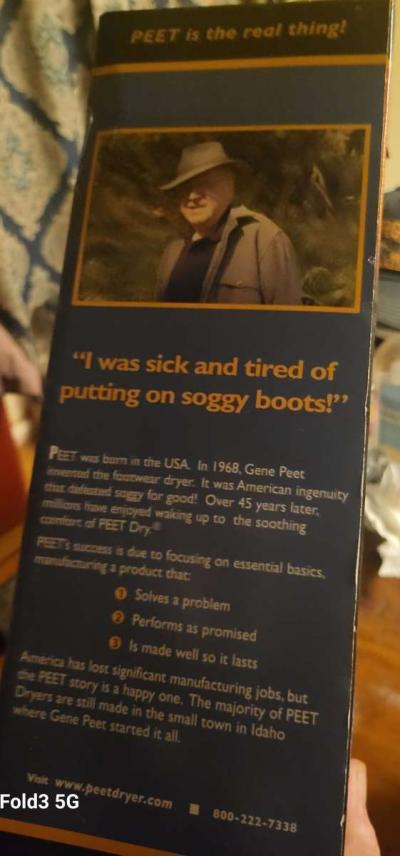 PEET is the real thing!
“I was sick and tired of
putting on soggy boots!”
PEET was born in the USA. In 1968, Gene Peet
invented the footwear dryer. It was American ingenuity
that defeated soggy for good! Over 45 years later,
millions have enjoyed waking up to the soothing
comfort of PEET Dry.®
PEET's success is due to focusing on essential basics,
manufacturing a product that:
1 Solves a problem
2 Performs as promised
3 Is made well so it lasts
America has lost significant manufacturing jobs, but
the PEET story is a happy one. The majority of PEET
Dryers are still made in the small town in Idaho
where Gene Peet started it all.
Visit www.peetdryer.com ■ 800-222-7338
Fold3 5G